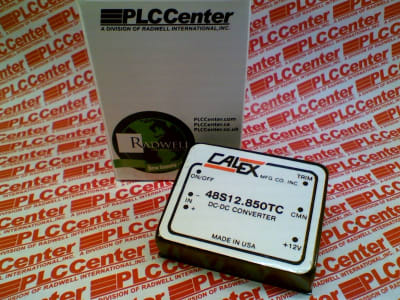 PLCCenter
A DIVISION OF RADWELL INTERNATIONAL, INC.
PLCCenter.com
PLCCenter.ca
PLCCenter.co.uk
RADWELL
CALEX
MFG. CO. INC
TRIM
ON/OFF
48S12.850TC
DC-DC CONVERTER
- IN +
CMN
+12V
MADE IN USA